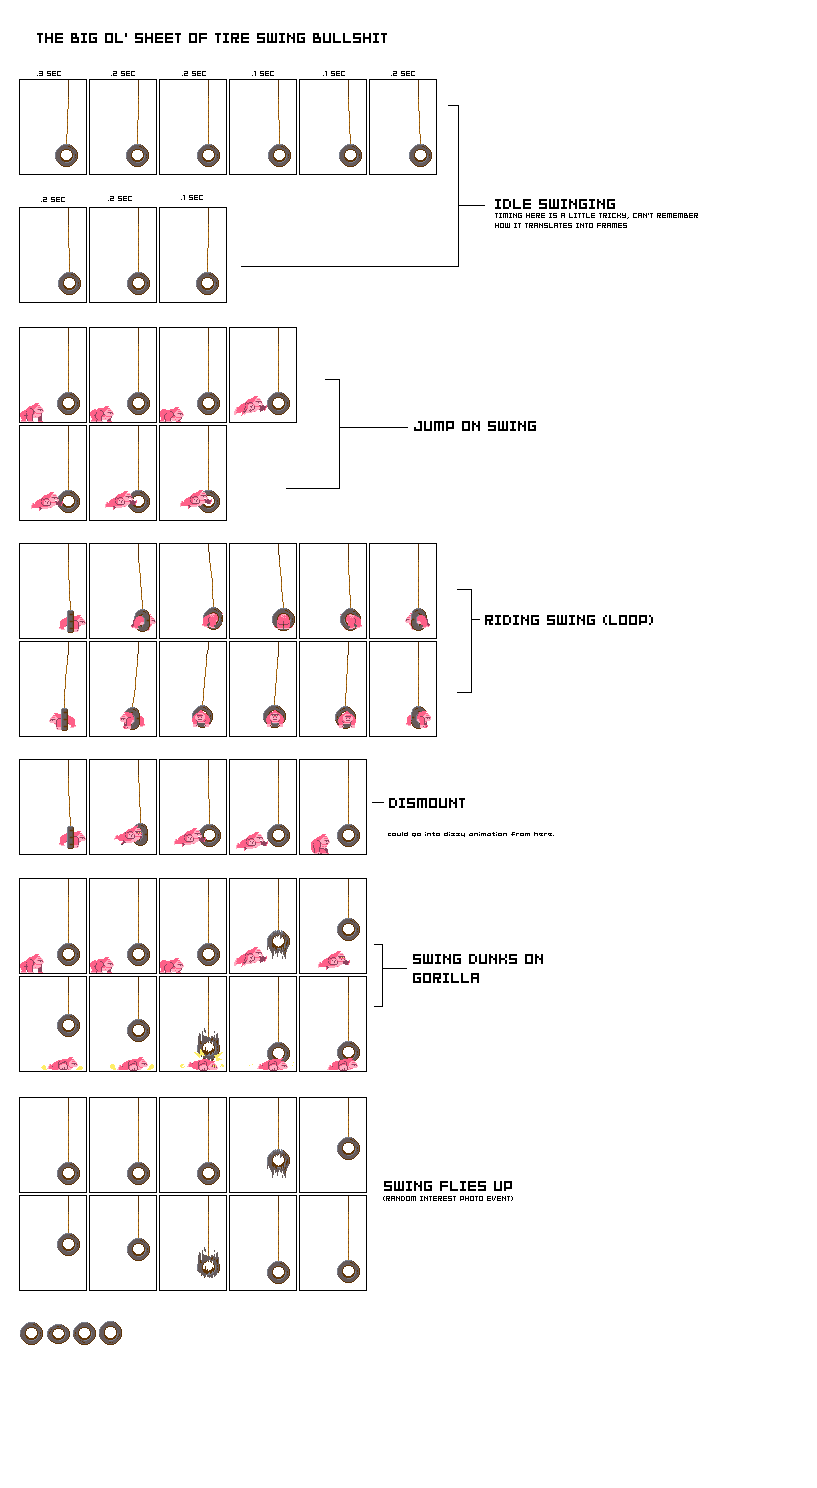 THE BIG OL' SHEET OF TIRE SWING BULLSHIT
.3 SEC .2 SEC .2 SEC .1 SEC .1 SEC .2 SEC
.2 SEC .2 SEC .1 SEC
IDLE SWINGING
TIMING HERE IS A LITTLE TRICKY, CAN'T REMEMBER
HOW IT TRANSLATES INTO FRAMES
JUMP ON SWING
RIDING SWING (LOOP)
DISMOUNT
could go into dizzy animation from here.
SWING DUNKS ON
GORILLA
SWING FLIES UP
(RANDOM INTEREST PHOTO EVENT)